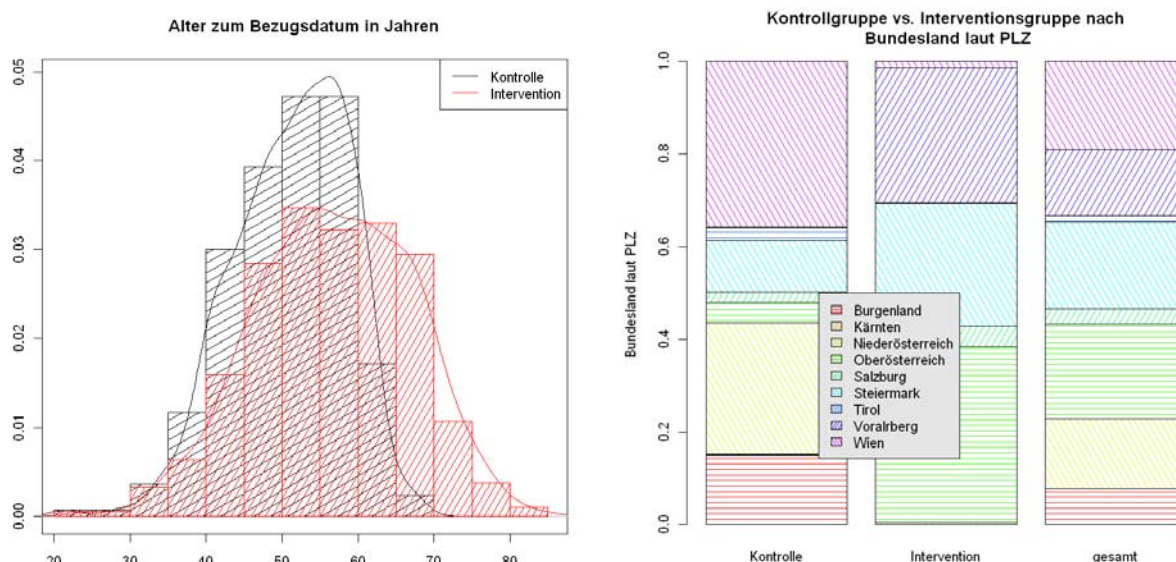 Alter zum Bezugsdatum in Jahren
Kontrolle
Intervention
0.05
0.04
0.03
0.02
0.01
0.00
20 30 40 50 60 70 80
Kontrollgruppe vs. Interventionsgruppe nach
Bundesland laut PLZ
Bundesland laut PLZ
1.0
0.8
0.6
0.4
0.2
0.0
Burgenland
Kärnten
Niederösterreich
Oberösterreich
Salzburg
Steiermark
Tirol
Voralrberg
Wien
Kontrolle Intervention gesamt